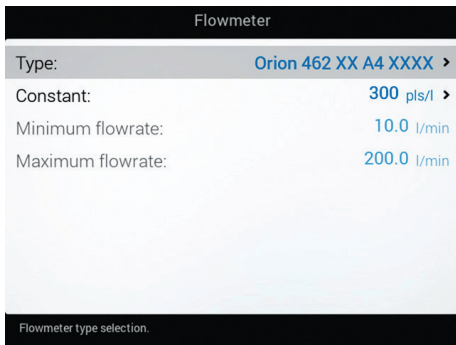 Flowmeter
Type: Orion 462 XX A4 XXXX >
Constant: 300 pls/l >
Minimum flowrate: 10.0 l/min
Maximum flowrate: 200.0 l/min
Flowmeter type selection.